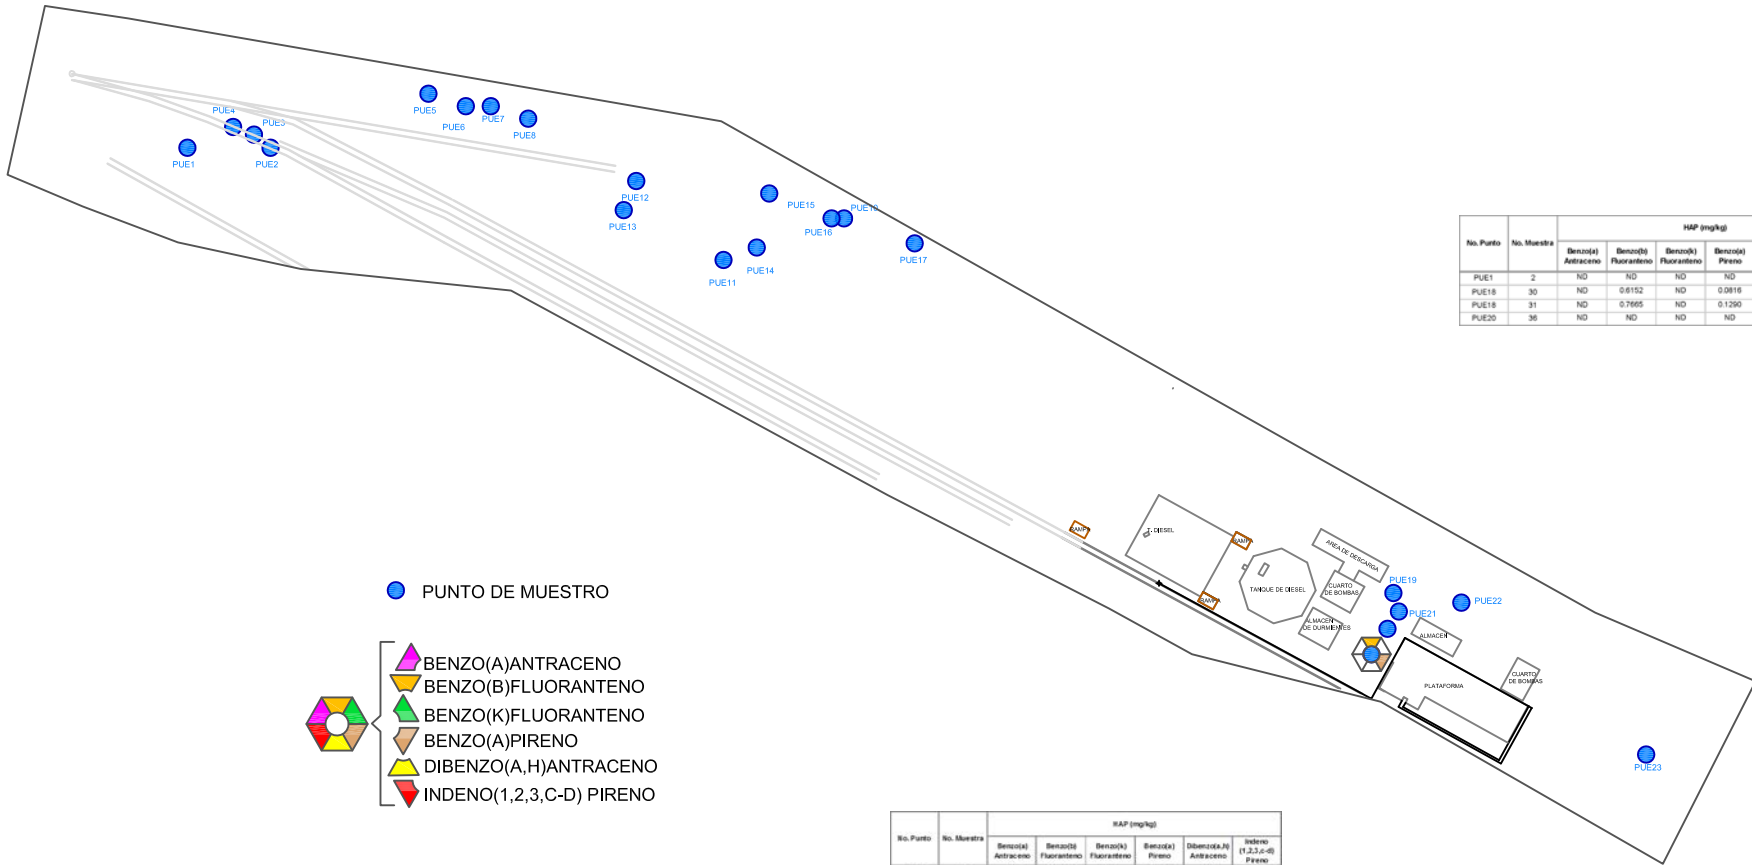 PUE4
PUE3
PUE1
PUE2
PUE5
PUE6
PUE7
PUE8
PUE12
PUE13
PUE15
PUE16
PUE14
PUE11
PUE17
No. Punto No. Muestra HAP (mg/kg)
Benzo(a) Antraceno Benzo(b) Fluoranteno Benzo(k) Fluoranteno Benzo(a) Pireno
PUE1 2 ND ND ND ND
PUE18 30 ND 0.6152 ND 0.0816
PUE18 31 ND 0.7665 ND 0.1290
PUE20 36 ND ND ND ND
RAMPA
T. DIESEL
RAMPA
RAMPA
TANQUE DE DIESEL
AREA DE DESCARGA
CUARTO
DE BOMBAS
ALMACEN
DE DURMIENTES
PUE19
PUE21
PUE22
ALMACEN
PLATAFORMA
CUARTO
DE BOMBAS
PUE23
PUNTO DE MUESTRO
BENZO(A)ANTRACENO
BENZO(B)FLUORANTENO
BENZO(K)FLUORANTENO
BENZO(A)PIRENO
DIBENZO(A,H)ANTRACENO
INDENO(1,2,3,C-D) PIRENO
No. Punto No. Muestra HAP (mg/kg)
Benzo(a) Antraceno Benzo(b) Fluoranteno Benzo(k) Fluoranteno Benzo(a) Pireno Dibenzo(a,h) Antraceno Indeno (1,2,3,c-d) Pireno